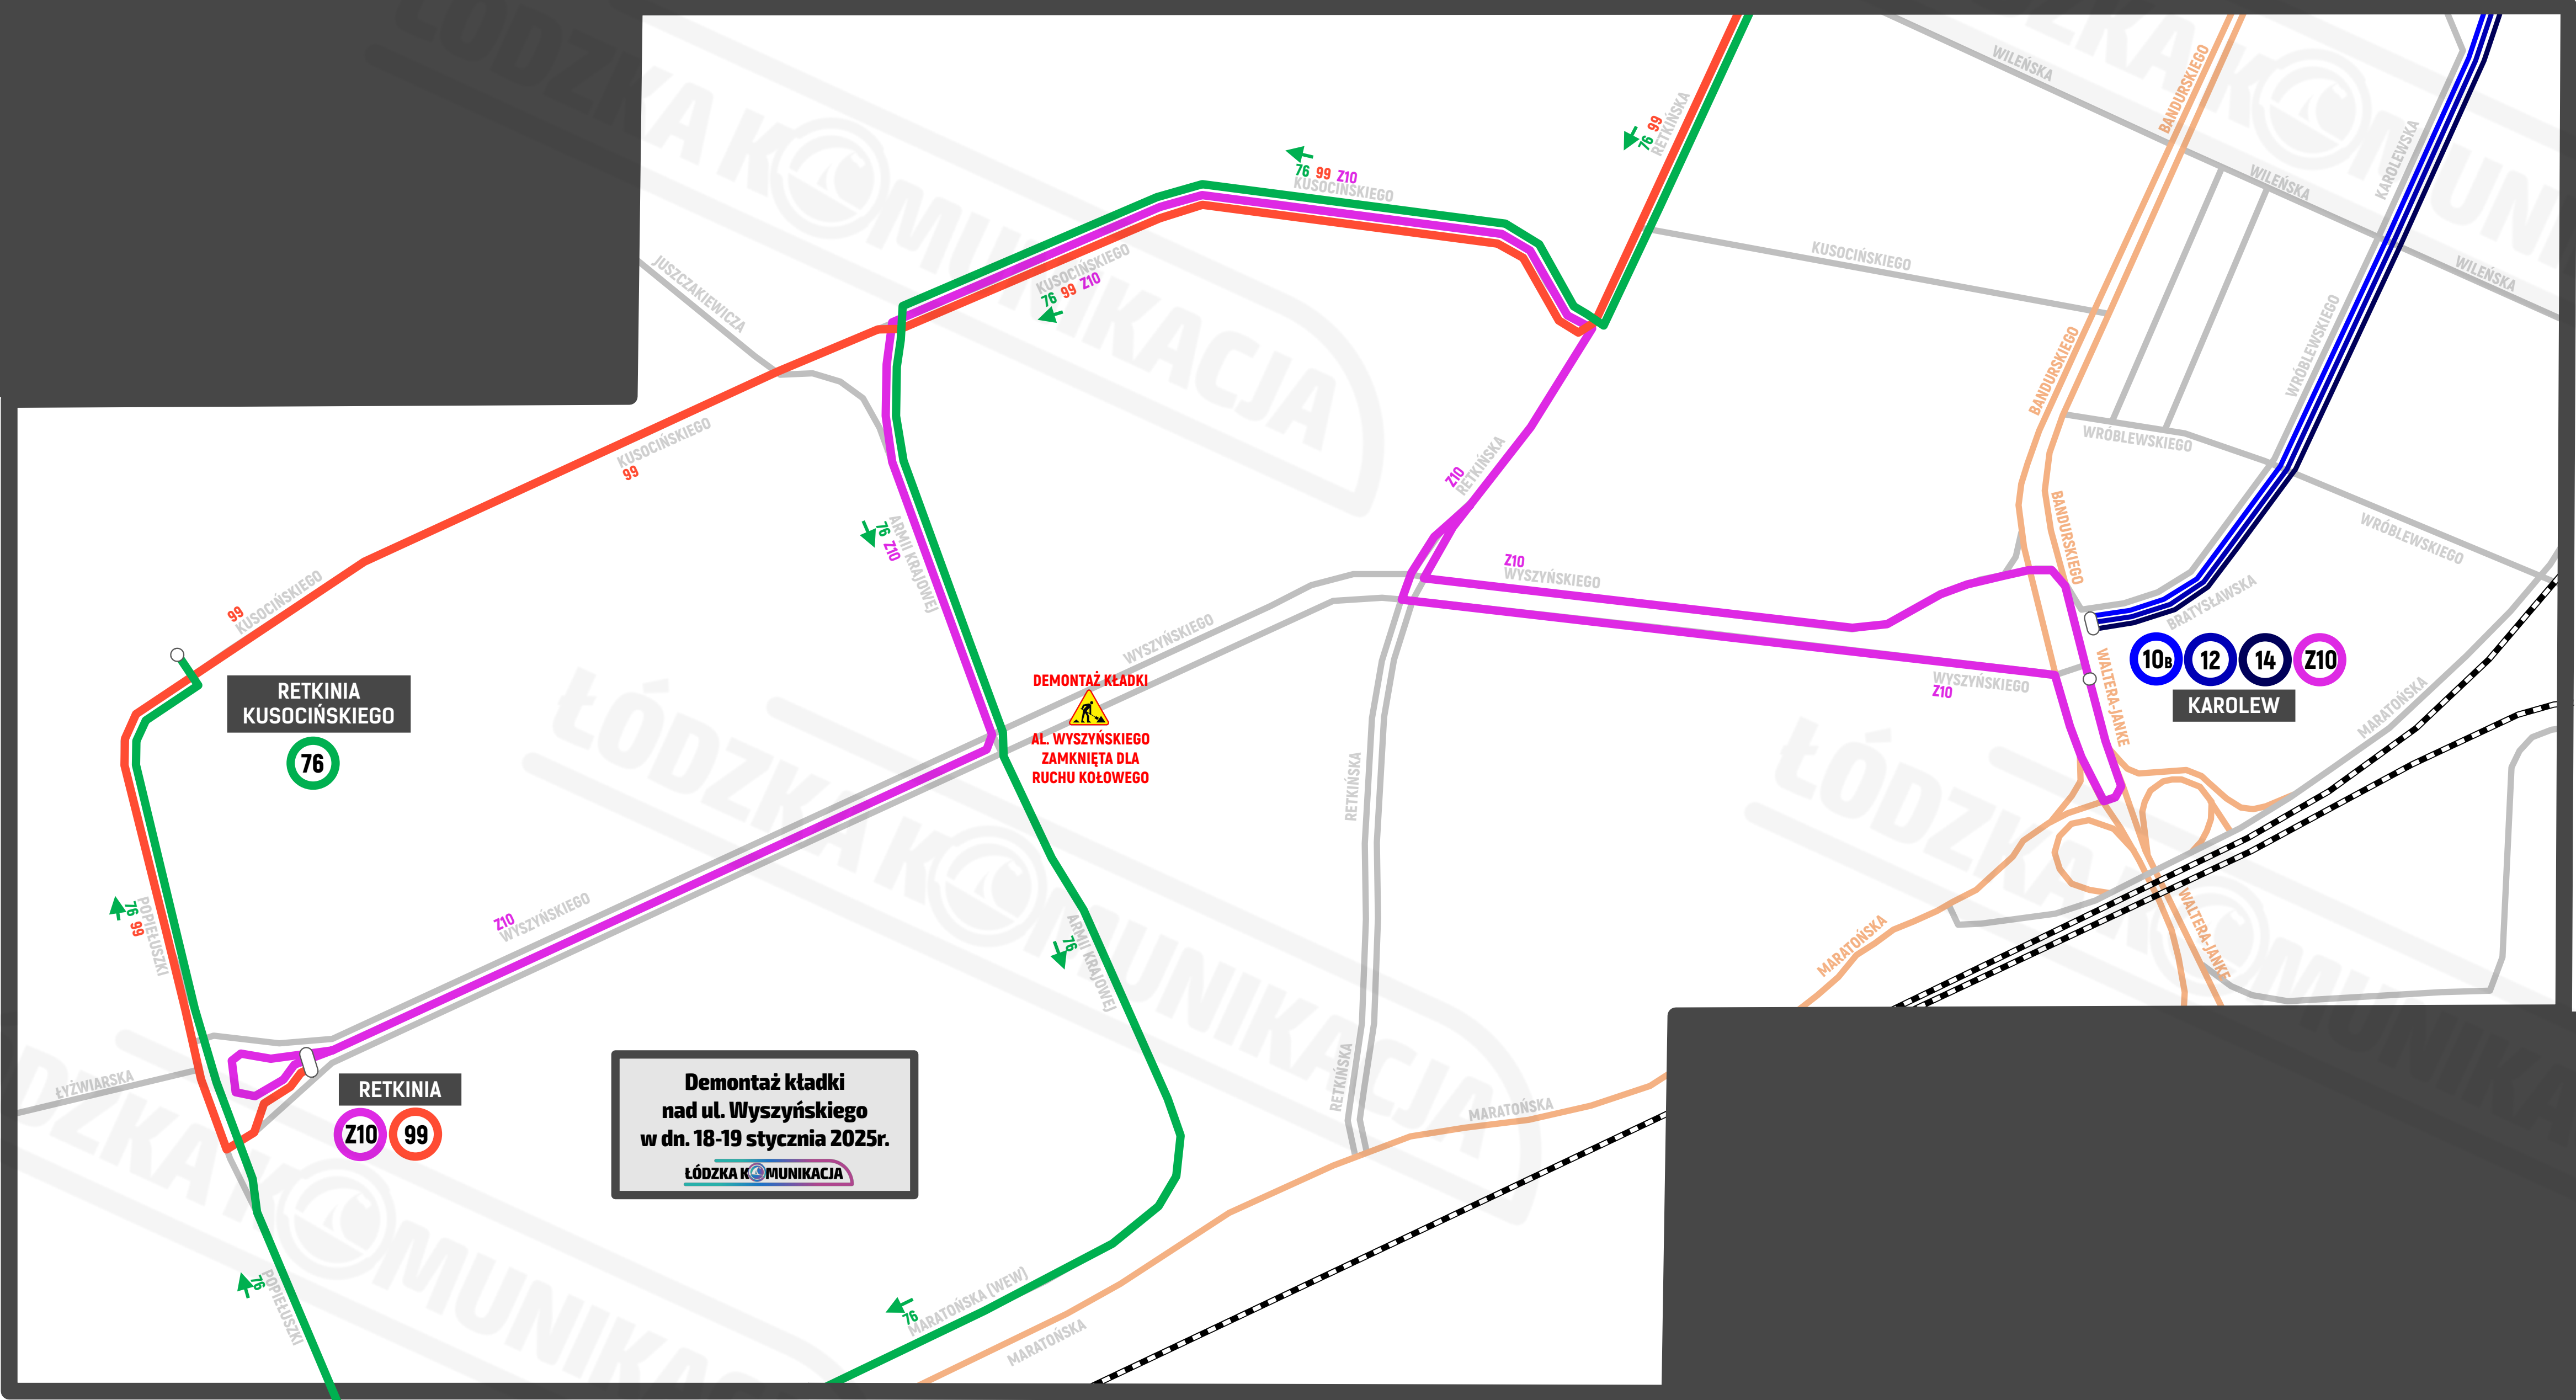 WILEŃSKA
BANDURSKIEGO
76 99
RETKIŃSKA
KAROLEWSKA
76 99 Z10
KUSOCIŃSKIEGO
WILEŃSKA
KUSOCIŃSKIEGO
WILEŃSKA
KUSOCIŃSKIEGO
76 99 Z10
JUSZCZAKIEWICZA
WRÓBLEWSKIEGO
BANDURSKIEGO
WRÓBLEWSKIEGO
KUSOCIŃSKIEGO
99
Z10
RETKIŃSKA
76 Z10
ARMII KRAJOWEJ
BANDURSKIEGO
WRÓBLEWSKIEGO
Z10
WYSZYŃSKIEGO
99
KUSOCIŃSKIEGO
BRATYSŁAWSKA
WYSZYŃSKIEGO
10B 12 14 Z10
KAROLEW
WALTERA-JANKE
WYSZYŃSKIEGO
Z10
MARATOŃSKA
DEMONTAŻ KŁADKI
AL. WYSZYŃSKIEGO
ZAMKNIĘTA DLA
RUCHU KOŁOWEGO
RETKINIA
KUSOCIŃSKIEGO
76
RETKIŃSKA
Z10
WYSZYŃSKIEGO
76 99
POPIEŁUSZKI
76
ARMII KRAJOWEJ
MARATOŃSKA
WALTERA-JANKE
ŁYŻWIARSKA
RETKINIA
Z10 99
RETKIŃSKA
MARATOŃSKA
Demontaż kładki
nad ul. Wyszyńskiego
w dn. 18-19 stycznia 2025r.
ŁÓDZKA KOMUNIKACJA
76
POPIEŁUSZKI
76
MARATOŃSKA (WEW)
MARATOŃSKA
ŁÓDZKA KOMUNIKACJA
ŁÓDZKA KOMUNIKACJA